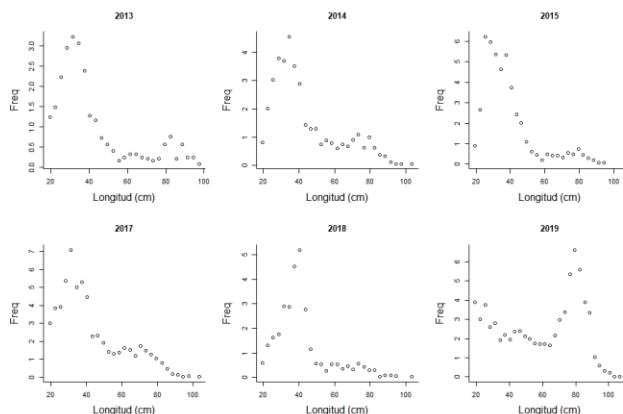 2013
2014
2015
Freq
0.0 0.5 1.0 1.5 2.0 2.5 3.0
20 40 60 80 100
Longitud (cm)
Freq
0 1 2 3 4
20 40 60 80 100
Longitud (cm)
Freq
0 1 2 3 4 5 6
20 40 60 80 100
Longitud (cm)
2017
2018
2019
Freq
0 1 2 3 4 5 6 7
20 40 60 80 100
Longitud (cm)
Freq
0 1 2 3 4 5
20 40 60 80 100
Longitud (cm)
Freq
0 1 2 3 4 5 6
20 40 60 80 100
Longitud (cm)